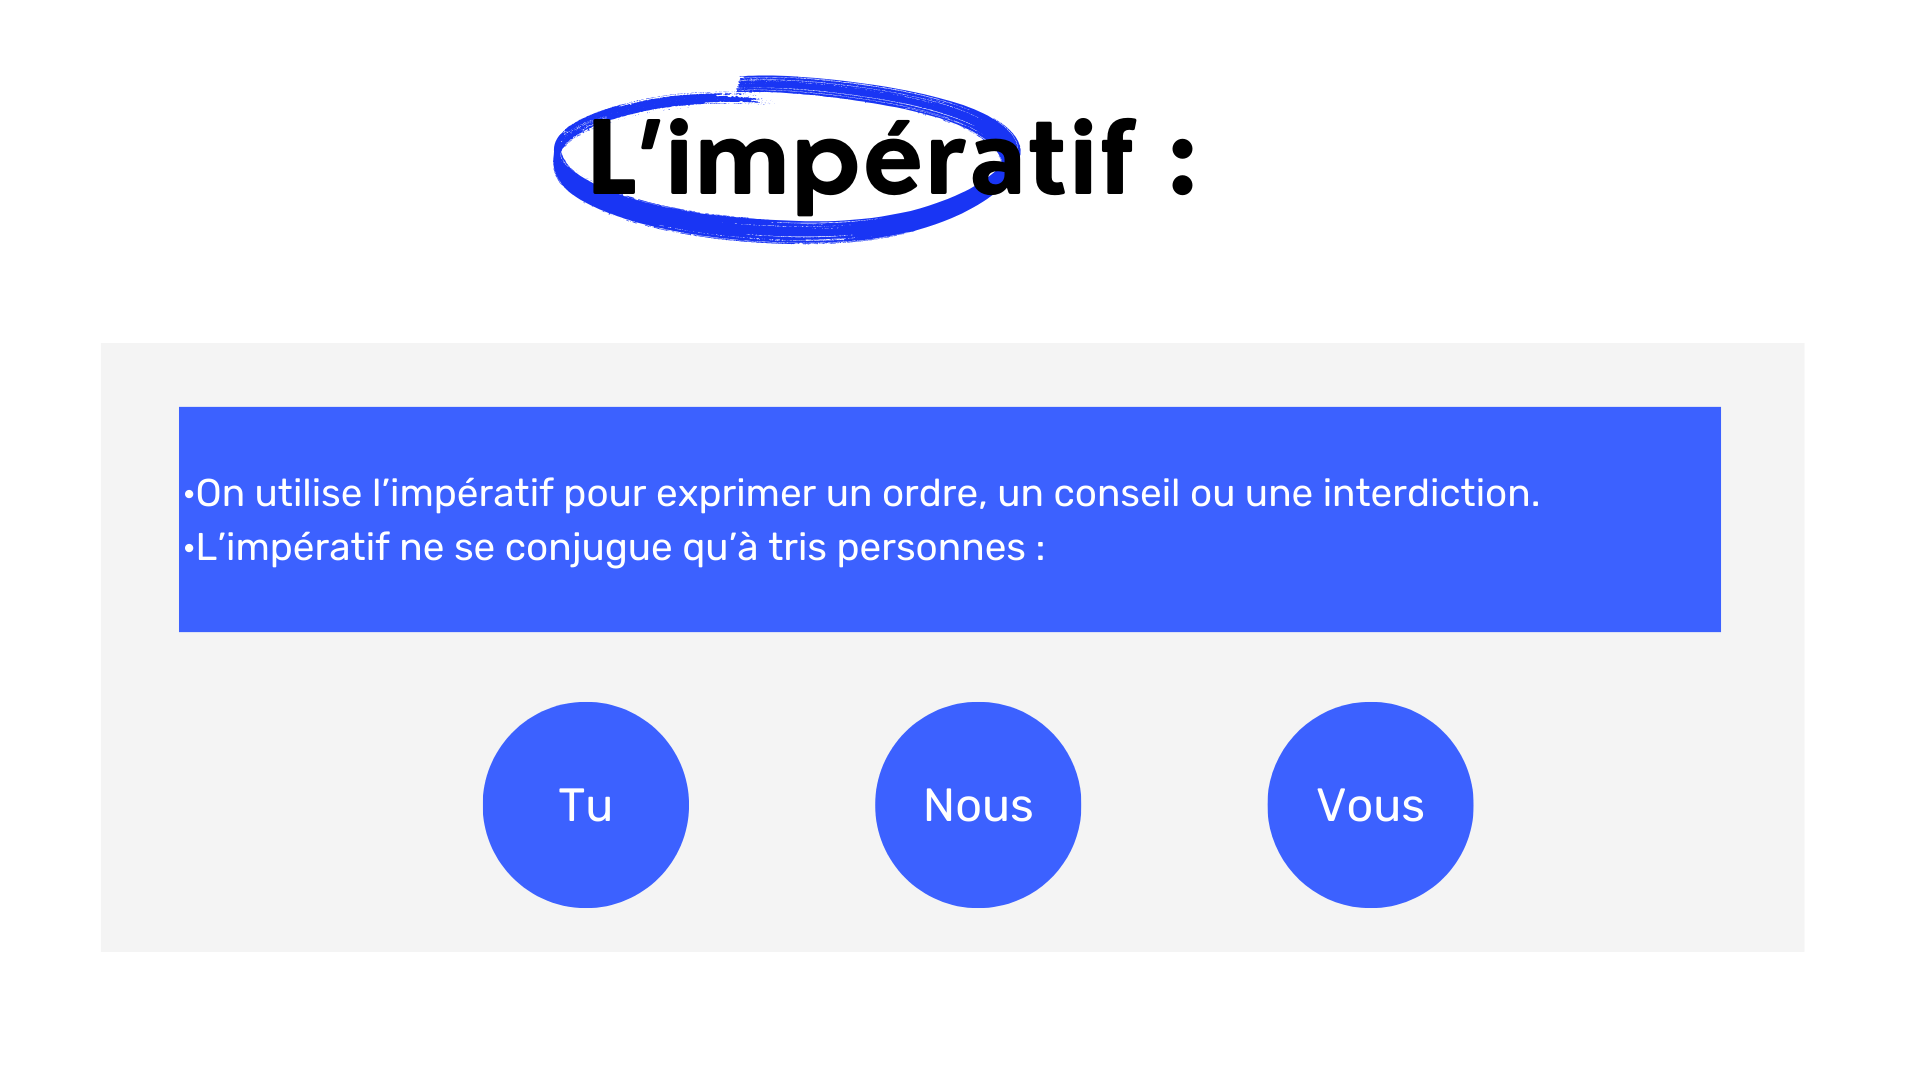 L’impératif :
•On utilise l’impératif pour exprimer un ordre, un conseil ou une interdiction.
•L’impératif ne se conjugue qu’à tris personnes :
Tu
Nous
Vous